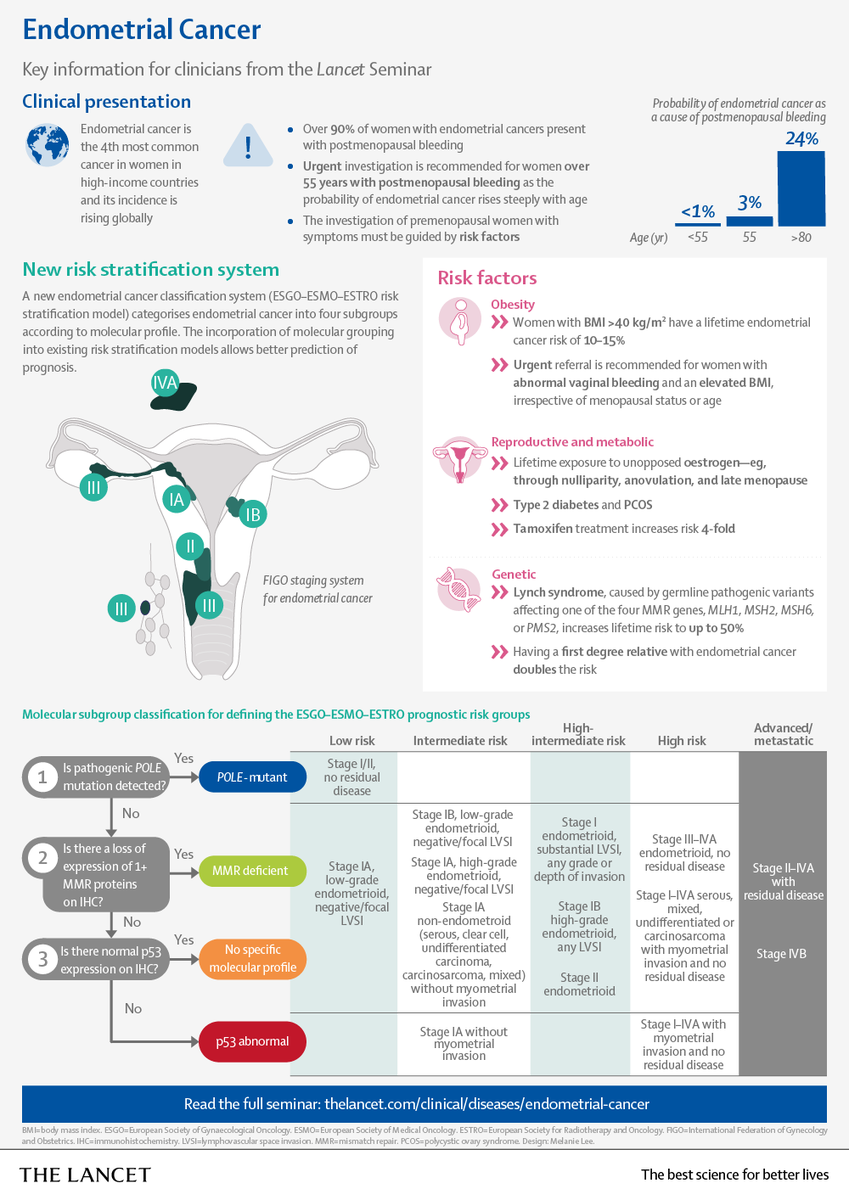 Endometrial Cancer
Key information for clinicians from the Lancet Seminar
Clinical presentation
Endometrial cancer is
the 4th most common
cancer in women in
high-income countries
and its incidence is
rising globally
!
• Over 90% of women with endometrial cancers present
with postmenopausal bleeding
• Urgent investigation is recommended for women over
55 years with postmenopausal bleeding as the
probability of endometrial cancer rises steeply with age
• The investigation of premenopausal women with
symptoms must be guided by risk factors
Probability of endometrial cancer as
a cause of postmenopausal bleeding
<1%
3%
24%
Age (yr)
<55
55
>80
New risk stratification system
A new endometrial cancer classification system (ESGO–ESMO–ESTRO risk
stratification model) categorises endometrial cancer into four subgroups
according to molecular profile. The incorporation of molecular grouping
into existing risk stratification models allows better prediction of
prognosis.
IVA
III
IA
IB
II
III
III
FIGO staging system
for endometrial cancer
Risk factors
Obesity
Women with BMI >40 kg/m² have a lifetime endometrial
cancer risk of 10–15%
Urgent referral is recommended for women with
abnormal vaginal bleeding and an elevated BMI,
irrespective of menopausal status or age
Reproductive and metabolic
Lifetime exposure to unopposed oestrogen—eg,
through nulliparity, anovulation, and late menopause
Type 2 diabetes and PCOS
Tamoxifen treatment increases risk 4-fold
Genetic
Lynch syndrome, caused by germline pathogenic variants
affecting one of the four MMR genes, MLH1, MSH2, MSH6,
or PMS2, increases lifetime risk to up to 50%
Having a first degree relative with endometrial cancer
doubles the risk
Molecular subgroup classification for defining the ESGO–ESMO–ESTRO prognostic risk groups
Low risk
Intermediate risk
High-
intermediate risk
High risk
Advanced/
metastatic
1
Is pathogenic POLE
mutation detected?
Yes
POLE-mutant
No
2
Is there a loss of
expression of 1+
MMR proteins
on IHC?
Yes
MMR deficient
No
3
Is there normal p53
expression on IHC?
Yes
No specific
molecular profile
No
p53 abnormal
Stage I/II,
no residual
disease
Stage IA,
low-grade
endometrioid,
negative/focal
LVSI
Stage IB, low-grade
endometrioid,
negative/focal LVSI
Stage IA, high-grade
endometrioid,
negative/focal LVSI
Stage IA
non-endometroid
(serous, clear cell,
undifferentiated
carcinoma,
carcinosarcoma, mixed)
without myometrial
invasion
Stage IA without
myometrial
invasion
Stage I
endometrioid,
substantial LVSI,
any grade or
depth of invasion
Stage IB
high-grade
endometrioid,
any LVSI
Stage II
endometrioid
Stage III–IVA
endometrioid, no
residual disease
Stage I–IVA serous,
mixed,
undifferentiated or
carcinosarcoma
with myometrial
invasion and no
residual disease
Stage I–IVA with
myometrial
invasion and no
residual disease
Stage II–IVA
with
residual disease
Stage IVB
Read the full seminar: thelancet.com/clinical/diseases/endometrial-cancer
BMI=body mass index. ESGO=European Society of Gynaecological Oncology. ESMO=European Society of Medical Oncology. ESTRO=European Society for Radiotherapy and Oncology. FIGO=International Federation of Gynecology
and Obstetrics. IHC=immunohistochemistry. LVSI=lymphovascular space invasion. MMR=mismatch repair. PCOS=polycystic ovary syndrome. Design: Melanie Lee.
THE LANCET
The best science for better lives